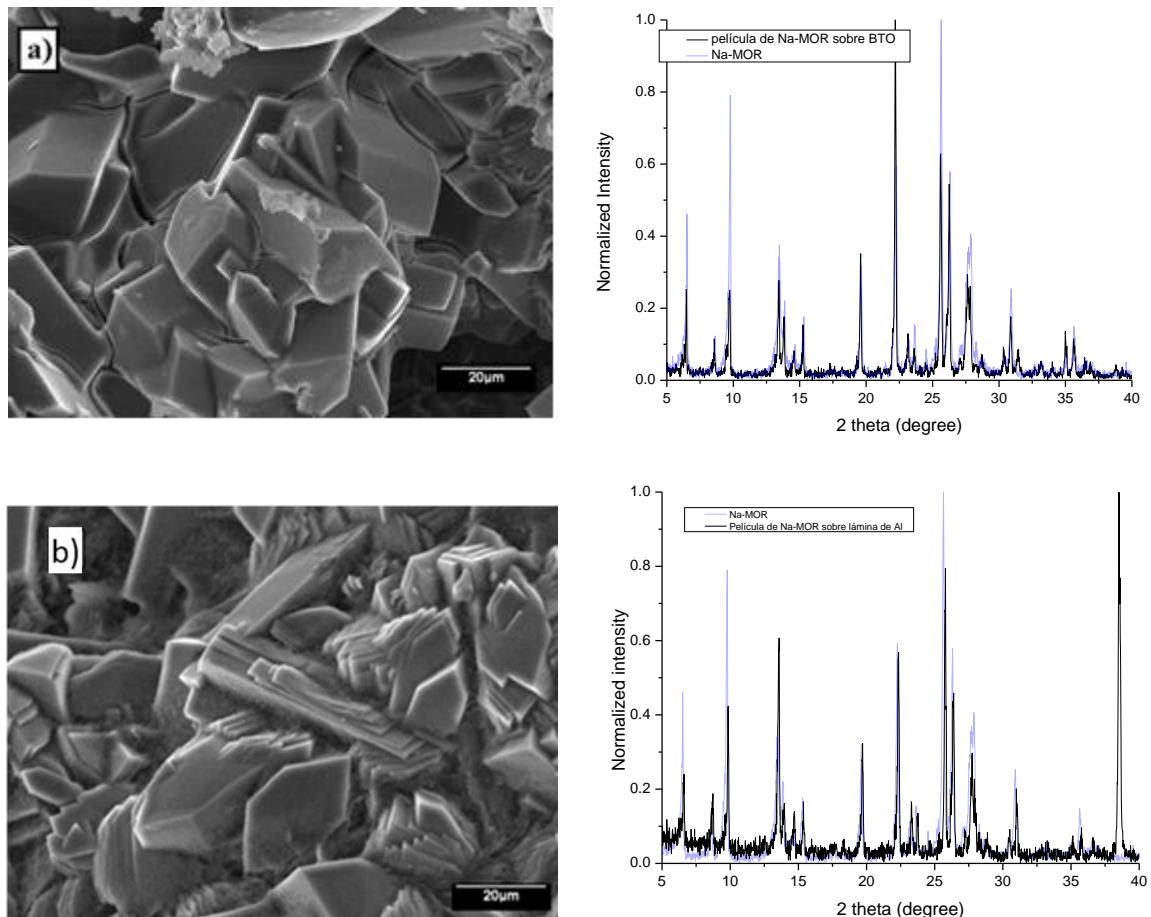 a)
20µm
película de Na-MOR sobre BTO
Na-MOR
Normalized Intensity
1.0
0.8
0.6
0.4
0.2
0.0
5 10 15 20 25 30 35 40
2 theta (degree)
b)
20µm
Na-MOR
Película de Na-MOR sobre lámina de Al
Normalized intensity
1.0
0.8
0.6
0.4
0.2
0.0
5 10 15 20 25 30 35 40
2 theta (degree)